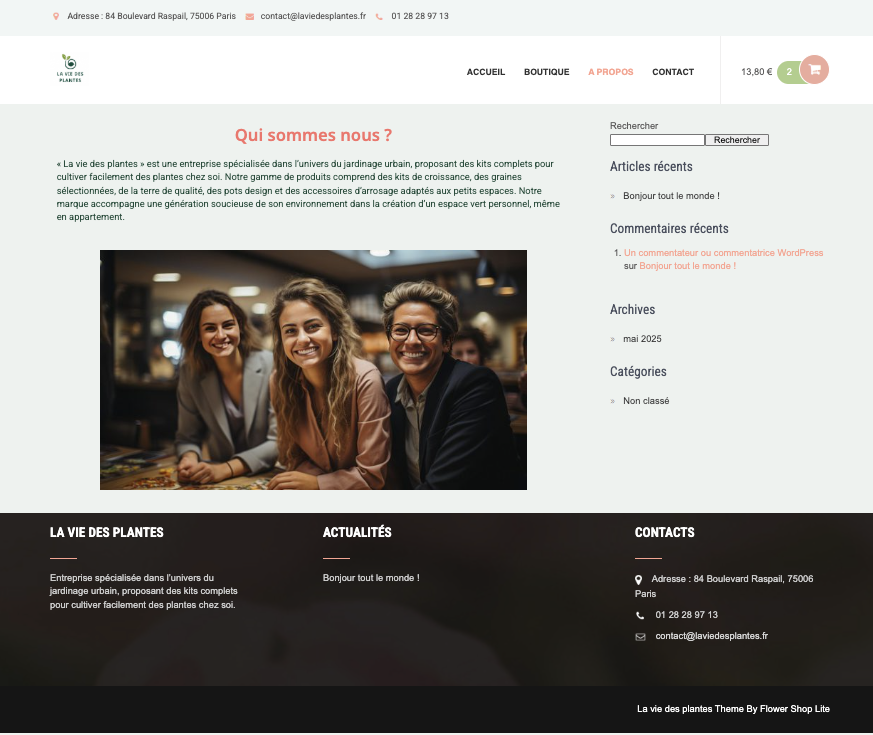 Adresse : 84 Boulevard Raspail, 75006 Paris
contact@laviedesplantes.fr
01 28 28 97 13
LA VIE DES
PLANTES
ACCUEIL
BOUTIQUE
A PROPOS
CONTACT
13,80 €
2
Qui sommes nous ?
« La vie des plantes » est une entreprise spécialisée dans l'univers du jardinage urbain, proposant des kits complets pour
cultiver facilement des plantes chez soi. Notre gamme de produits comprend des kits de croissance, des graines
sélectionnées, de la terre de qualité, des pots design et des accessoires d'arrosage adaptés aux petits espaces. Notre
marque accompagne une génération soucieuse de son environnement dans la création d'un espace vert personnel, même
en appartement.
Rechercher
Rechercher
Articles récents
» Bonjour tout le monde !
Commentaires récents
1. Un commentateur ou commentatrice WordPress
sur Bonjour tout le monde !
Archives
» mai 2025
Catégories
» Non classé
LA VIE DES PLANTES
Entreprise spécialisée dans l'univers du
jardinage urbain, proposant des kits complets
pour cultiver facilement des plantes chez soi.
ACTUALITÉS
Bonjour tout le monde !
CONTACTS
Adresse : 84 Boulevard Raspail, 75006
Paris
01 28 28 97 13
contact@laviedesplantes.fr
La vie des plantes Theme By Flower Shop Lite